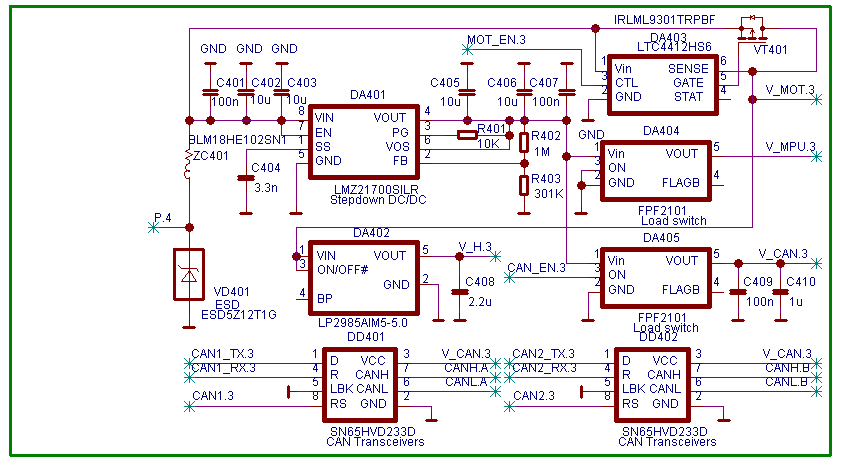 IRLML9301TRPBF
DA403
VT401
MOT_EN.3
LTC4412HS6
1 Vin SENSE 6
3 CTL GATE 5
2 GND STAT 4
V_MOT.3
GND GND GND
C401 C402 C403
100n 10u 10u
C405 C406 C407
10u 10u 100n
DA401
8 VIN VOUT 4
7 EN PG 3
1 SS VOS 6
5 GND FB 2
LMZ21700SILR
Stepdown DC/DC
BLM18HE102SN1
ZC401
C404
3.3n
R401
10K
R402
1M
R403
301K
GND
DA404
1 Vin VOUT 5
3 ON
2 GND FLAGB 4
V_MPU.3
FPF2101
Load switch
P.4
VD401
ESD
ESD5Z12T1G
DA402
1 VIN VOUT 5
3 ON/OFF#
GND 2
4 BP
LP2985AIM5-5.0
V_H.3
C408
2.2u
CAN_EN.3
DA405
1 Vin VOUT 5
3 ON
2 GND FLAGB 4
V_CAN.3
C409 C410
100n 1u
FPF2101
Load switch
DD401
CAN1_TX.3 1 D VCC 3 V_CAN.3
CAN1_RX.3 4 R CANH 7 CANH.A
5 LBK CANL 6 CANL.A
CAN1.3 8 RS GND 2
SN65HVD233D
CAN Transceivers
DD402
CAN2_TX.3 1 D VCC 3 V_CAN.3
CAN2_RX.3 4 R CANH 7 CANH.B
5 LBK CANL 6 CANL.B
CAN2.3 8 RS GND 2
SN65HVD233D
CAN Transceivers